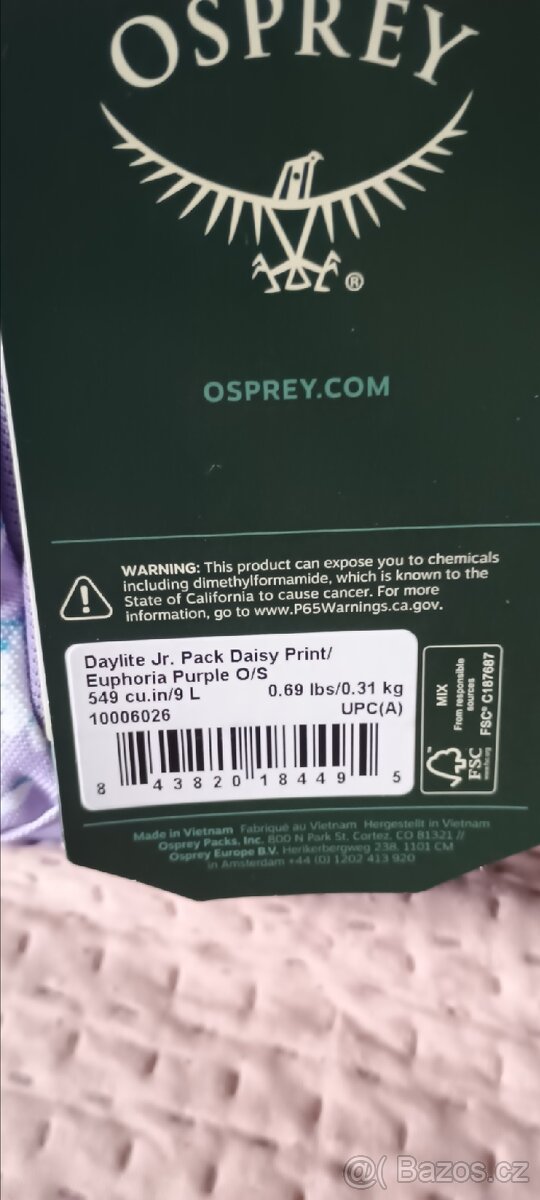 OSPREY
®
OSPREY.COM
WARNING: This product can expose you to chemicals
including dimethylformamide, which is known to the
State of California to cause cancer. For more
information, go to www.P65Warnings.ca.gov.
Daylite Jr. Pack Daisy Print/
Euphoria Purple O/S
549 cu.in/9 L 0.69 lbs/0.31 kg
10006026 UPC(A)
8 43820 18449 5
MIX
From responsible
sources
FSC® C187687
FSC
www.fsc.org
Made in Vietnam Fabriqué au Vietnam Hergestellt in Vietnam
Osprey Packs, Inc. 800 N Park St, Cortez, CO 81321 //
Osprey Europe B.V. Herikerbergweg 238, 1101 CM
in Amsterdam +44 (0) 1202 413 920
@( Bazoš.cz